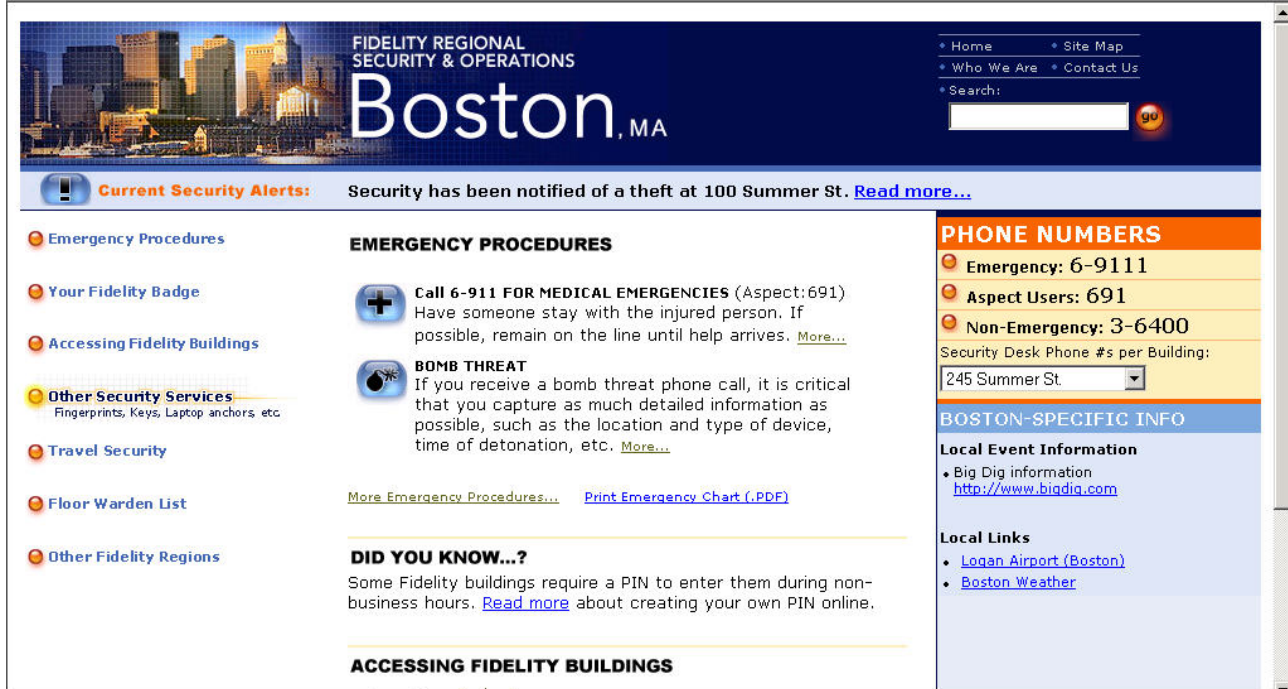 FIDELITY REGIONAL
SECURITY & OPERATIONS
Boston, MA
Home
Site Map
Who We Are
Contact Us
Search:
go
Current Security Alerts:
Security has been notified of a theft at 100 Summer St. Read more...
Emergency Procedures
Your Fidelity Badge
Accessing Fidelity Buildings
Other Security Services
Fingerprints, Keys, Laptop anchors, etc.
Travel Security
Floor Warden List
Other Fidelity Regions
EMERGENCY PROCEDURES
Call 6-911 FOR MEDICAL EMERGENCIES (Aspect:691)
Have someone stay with the injured person. If
possible, remain on the line until help arrives. More...
BOMB THREAT
If you receive a bomb threat phone call, it is critical
that you capture as much detailed information as
possible, such as the location and type of device,
time of detonation, etc. More...
More Emergency Procedures...
Print Emergency Chart (.PDF)
DID YOU KNOW...?
Some Fidelity buildings require a PIN to enter them during non-
business hours. Read more about creating your own PIN online.
ACCESSING FIDELITY BUILDINGS
PHONE NUMBERS
Emergency: 6-9111
Aspect Users: 691
Non-Emergency: 3-6400
Security Desk Phone #s per Building:
245 Summer St.
BOSTON-SPECIFIC INFO
Local Event Information
Big Dig information
http://www.bigdig.com
Local Links
Logan Airport (Boston)
Boston Weather